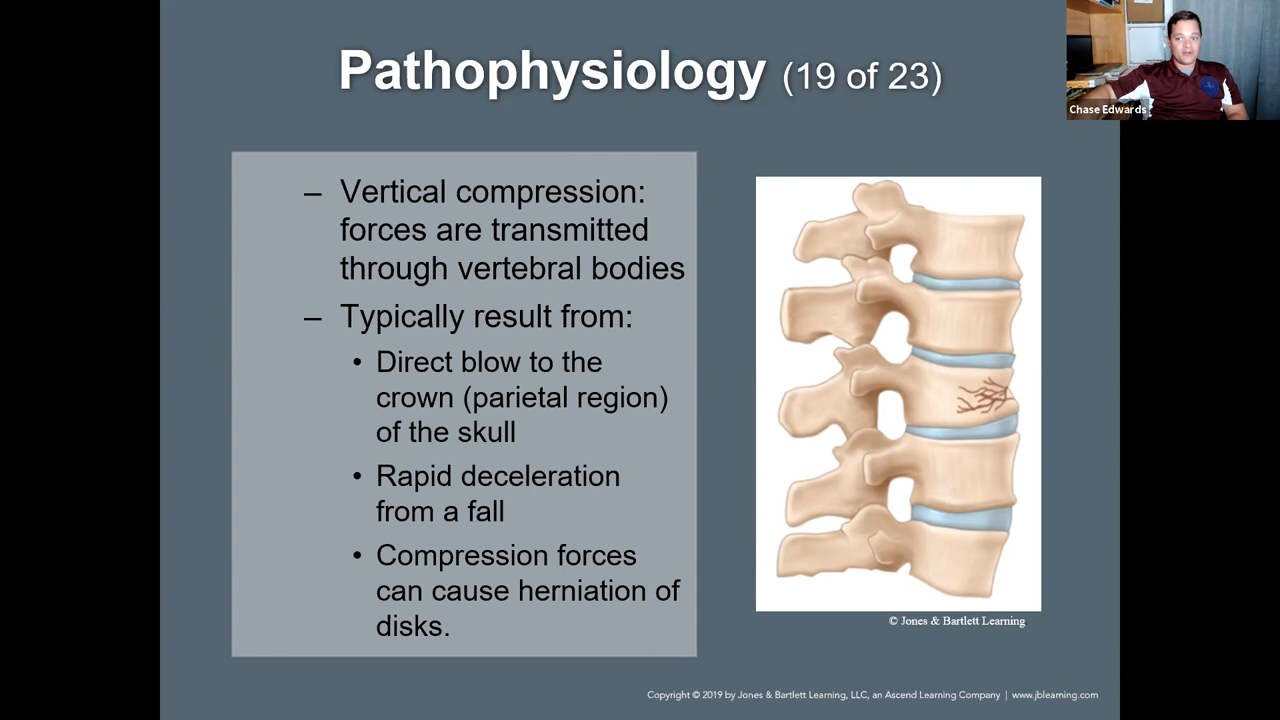 Pathophysiology (19 of 23)
Chase Edwards
– Vertical compression:
forces are transmitted
through vertebral bodies
– Typically result from:
• Direct blow to the
crown (parietal region)
of the skull
• Rapid deceleration
from a fall
• Compression forces
can cause herniation of
disks.
© Jones & Bartlett Learning
Copyright © 2019 by Jones & Bartlett Learning, LLC, an Ascend Learning Company | www.jblearning.com